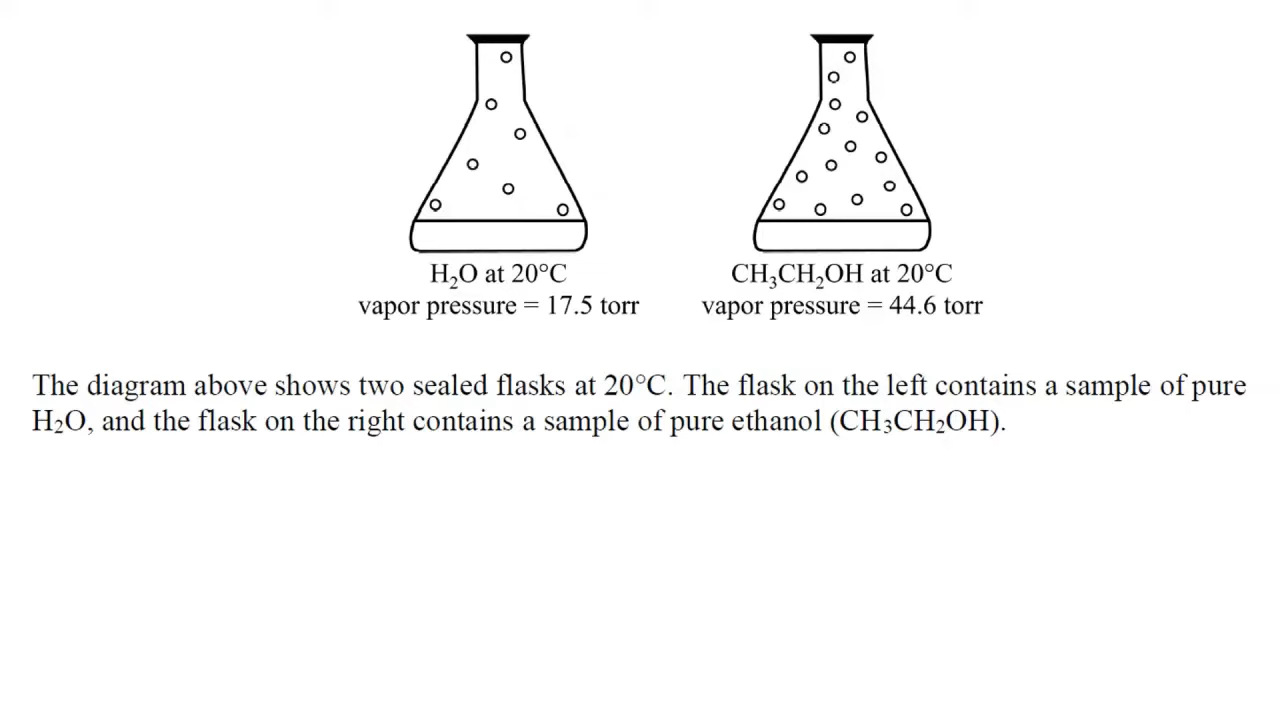 H₂O at 20°C
vapor pressure = 17.5 torr
CH₃CH₂OH at 20°C
vapor pressure = 44.6 torr
The diagram above shows two sealed flasks at 20°C. The flask on the left contains a sample of pure
H₂O, and the flask on the right contains a sample of pure ethanol (CH₃CH₂OH).